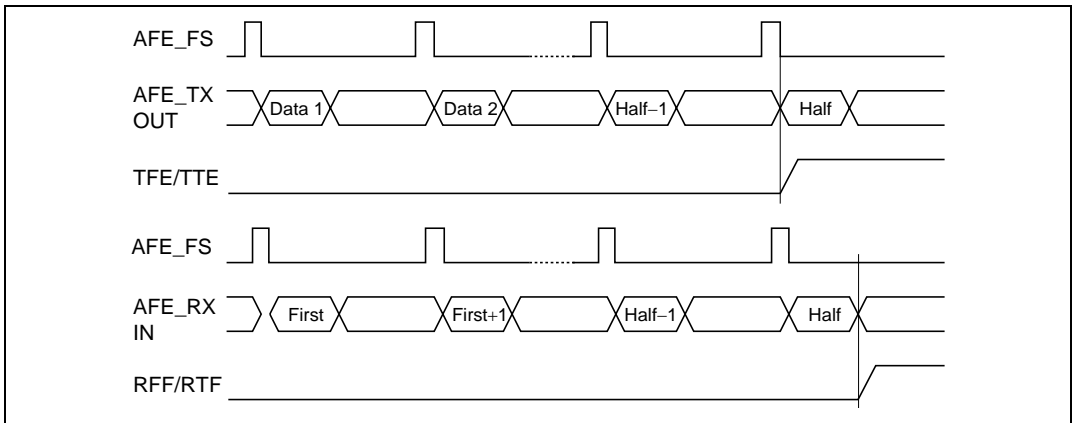 AFE_FS
AFE_TX
OUT
Data 1
Data 2
Half−1
Half
TFE/TTE
AFE_FS
AFE_RX
IN
First
First+1
Half−1
Half
RFF/RTF